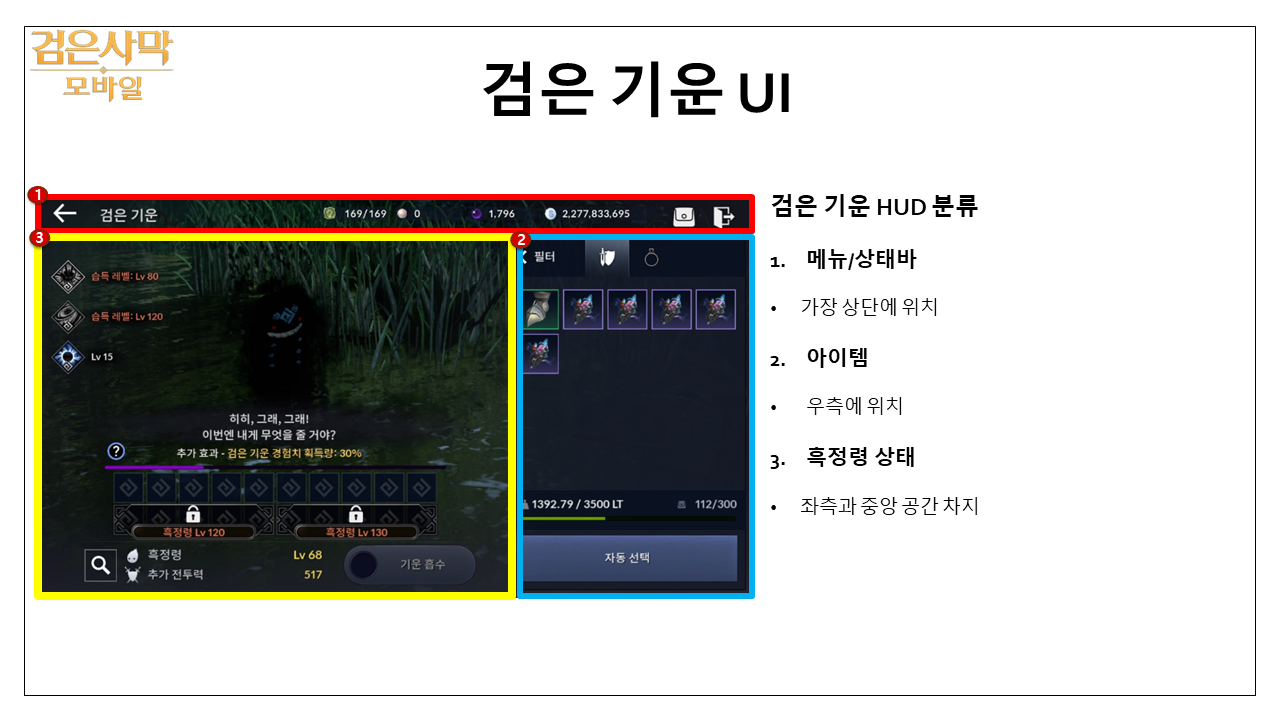 검은사막
모바일
검은 기운 UI
1
검은 기운
169/169
0
1.796
2,277,833,695
3
2
습득 레벨: Lv 80
습득 레벨: Lv 120
Lv 15
히히, 그래, 그래!
이번엔 내게 무엇을 줄 거야?
추가 효과 - 검은 기운 경험치 획득량: 30%
?
흑정령 Lv 120
흑정령 Lv 130
흑정령
Lv 68
추가 전투력
517
기운 흡수
필터
1392.79 / 3500 LT
112/300
자동 선택
검은 기운 HUD 분류
1. 메뉴/상태바
• 가장 상단에 위치
2. 아이템
• 우측에 위치
3. 흑정령 상태
• 좌측과 중앙 공간 차지